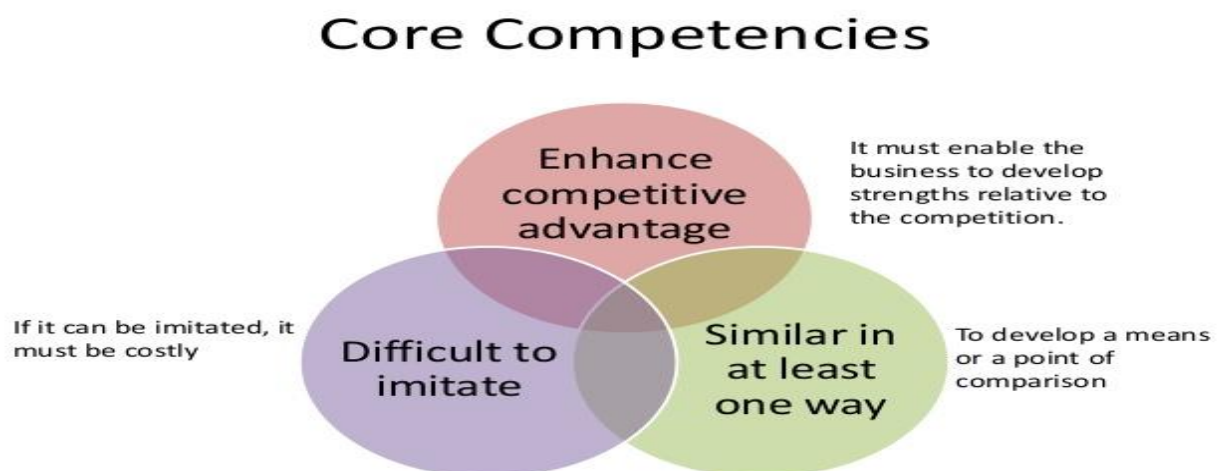 Core Competencies
Enhance
competitive
advantage
It must enable the
business to develop
strengths relative to
the competition.
If it can be imitated, it
must be costly
Difficult to
imitate
Similar in
at least
one way
To develop a means
or a point of
comparison